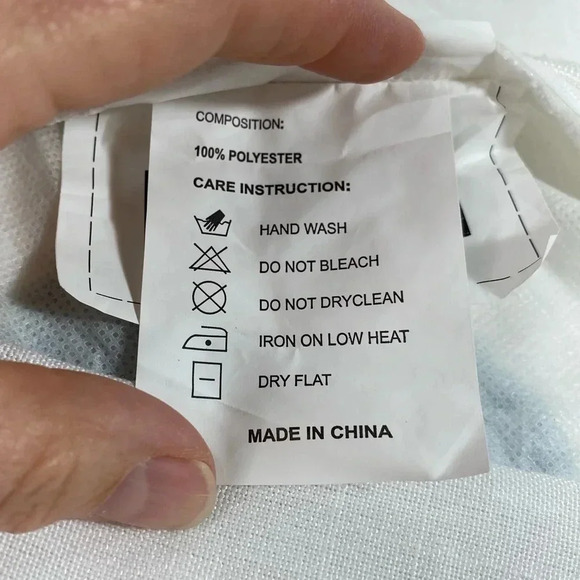 COMPOSITION:
100% POLYESTER
CARE INSTRUCTION:
HAND WASH
DO NOT BLEACH
DO NOT DRYCLEAN
IRON ON LOW HEAT
DRY FLAT
MADE IN CHINA